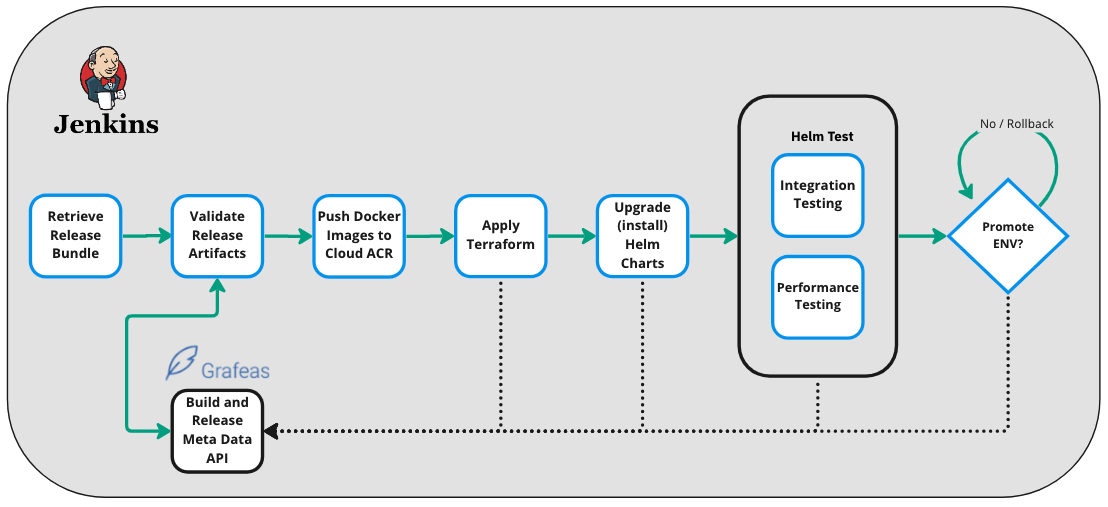 Jenkins
No / Rollback
Helm Test
Integration
Testing
Retrieve
Release
Bundle
Validate
Release
Artifacts
Push Docker
Images to
Cloud ACR
Apply
Terraform
Upgrade
(install)
Helm
Charts
Performance
Testing
Promote
ENV?
Grafeas
Build and
Release
Meta Data
API